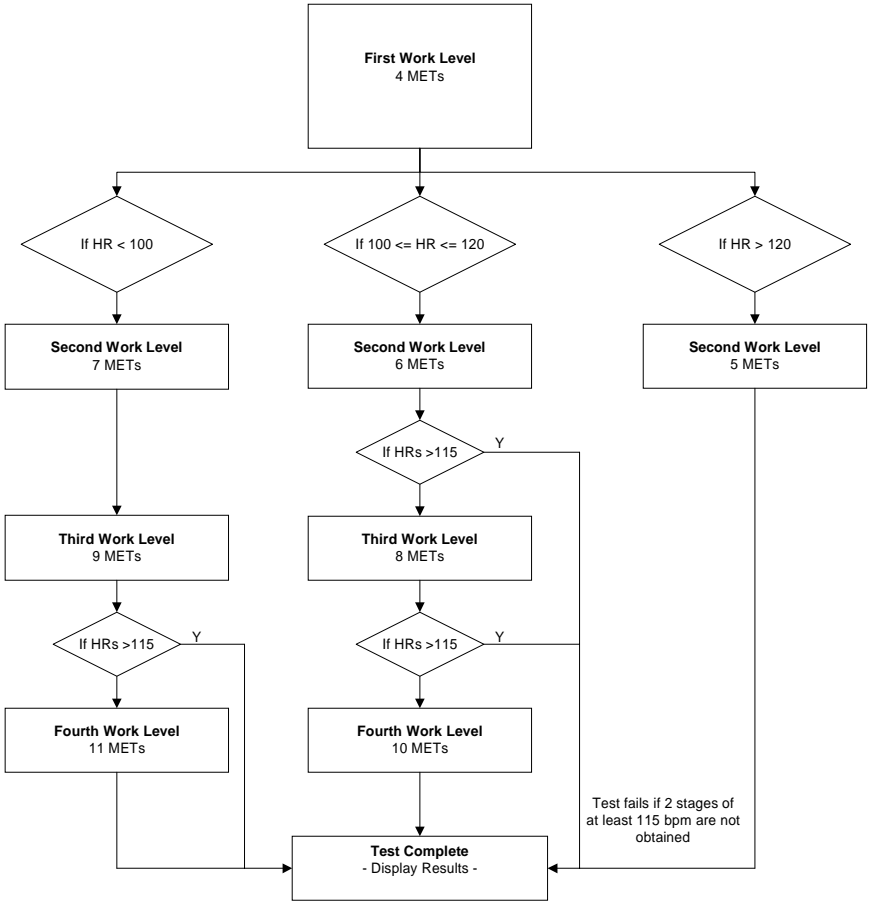 First Work Level
4 METs
If HR < 100
If 100 <= HR <= 120
If HR > 120
Second Work Level
7 METs
Second Work Level
6 METs
Second Work Level
5 METs
If HRs >115
Y
Third Work Level
9 METs
Third Work Level
8 METs
If HRs >115
Y
If HRs >115
Y
Fourth Work Level
11 METs
Fourth Work Level
10 METs
Test fails if 2 stages of
at least 115 bpm are not
obtained
Test Complete
- Display Results -